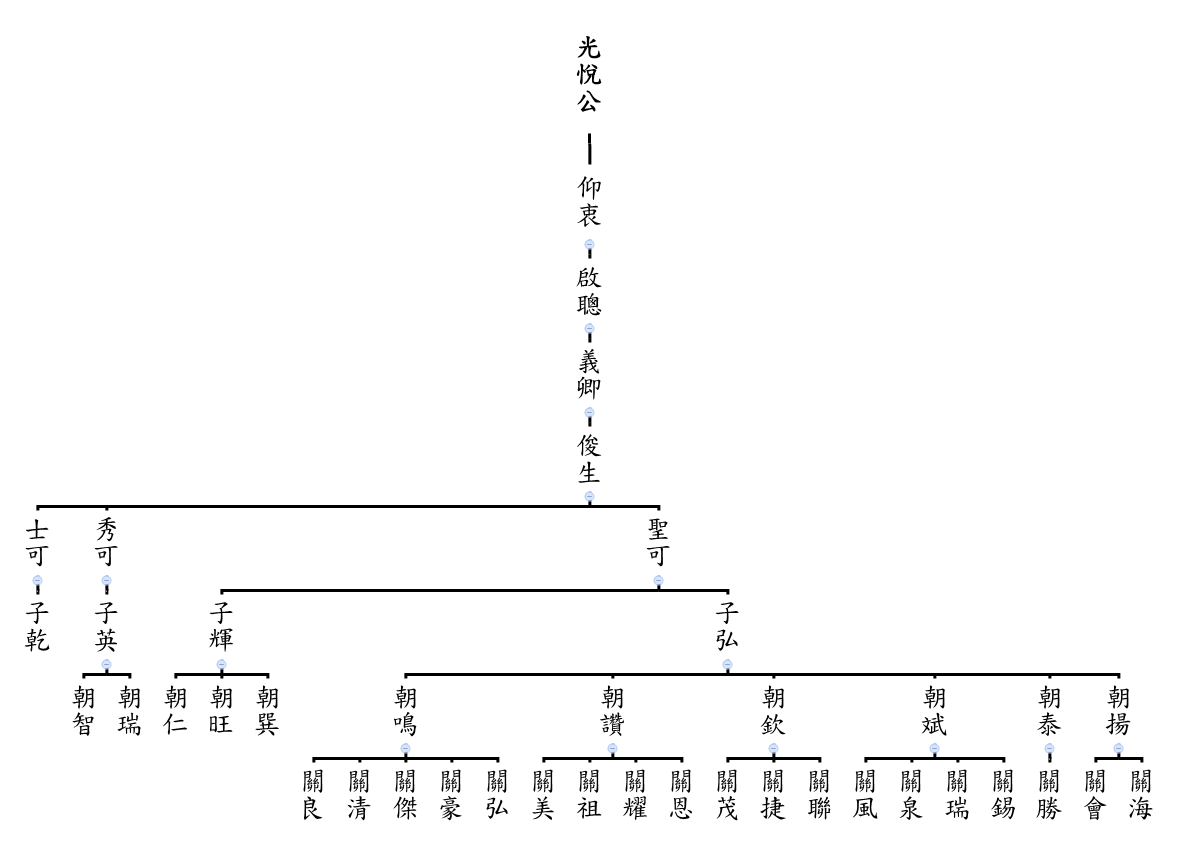 光悅公
仰衷
啟聰
義卿
俊生
士可
秀可
聖可
子乾
子英
子輝
子弘
朝智
朝瑞
朝仁
朝旺
朝巽
朝鳴
朝讚
朝欽
朝斌
朝泰
朝揚
關良
關清
關傑
關豪
關弘
關美
關祖
關耀
關恩
關茂
關捷
關聯
關風
關泉
關瑞
關錫
關勝
關會
關海